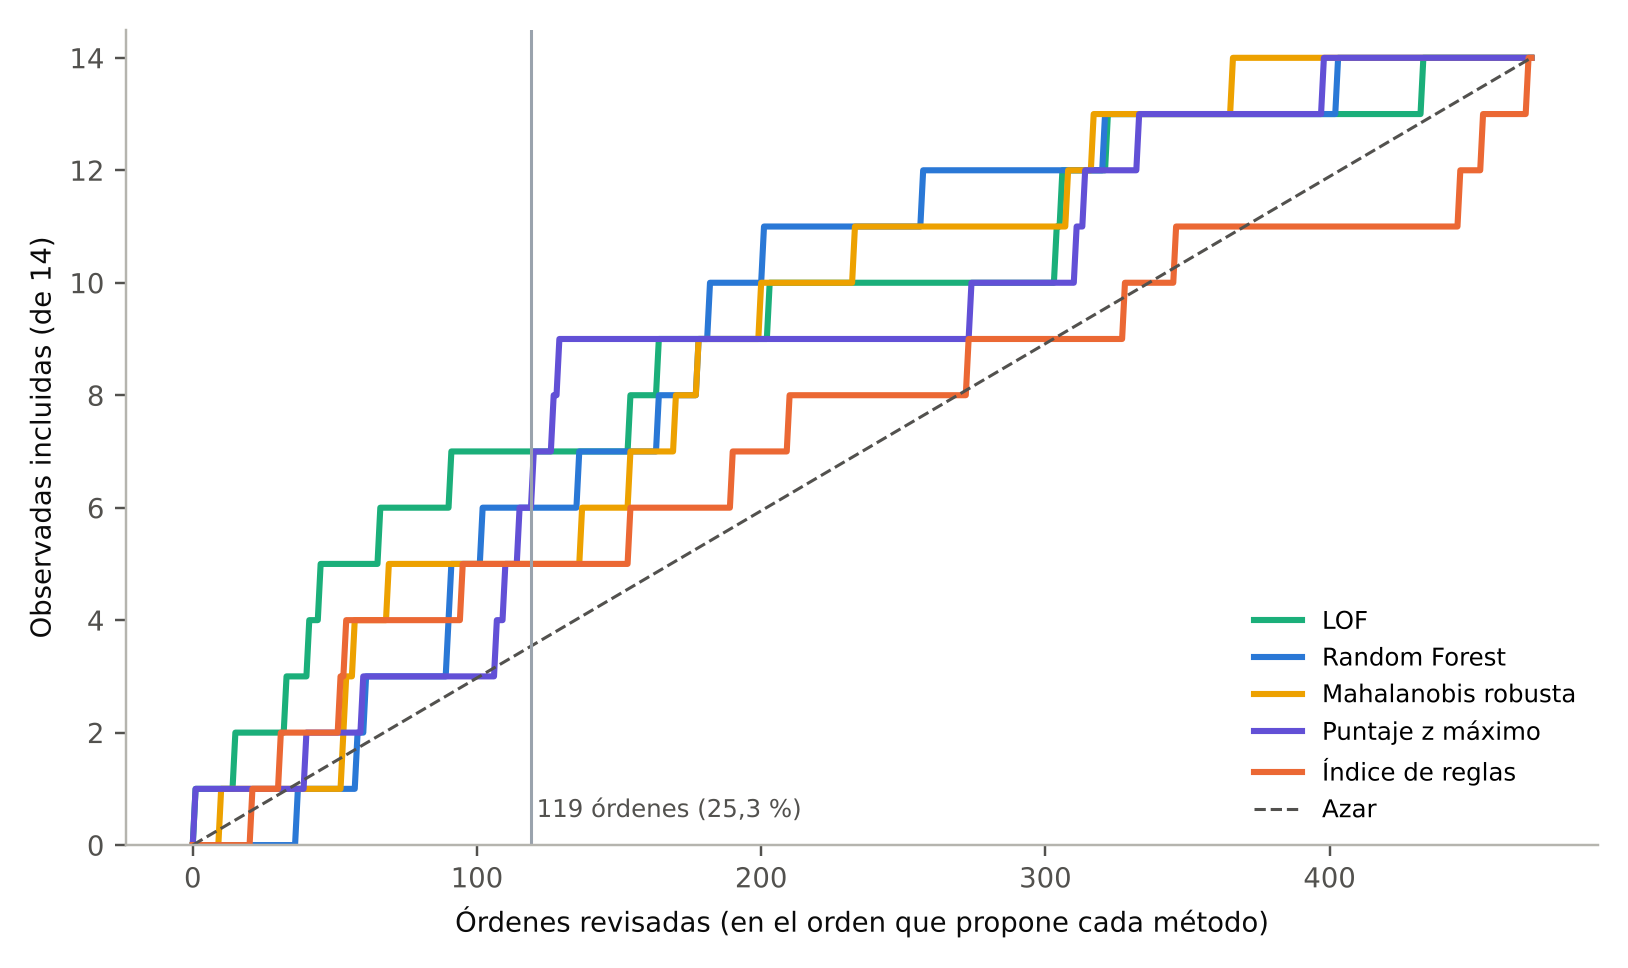 14
12
10
8
6
4
2
0
Observadas incluidas (de 14)
119 órdenes (25,3 %)
LOF
Random Forest
Mahalanobis robusta
Puntaje z máximo
Índice de reglas
Azar
0 100 200 300 400
Órdenes revisadas (en el orden que propone cada método)